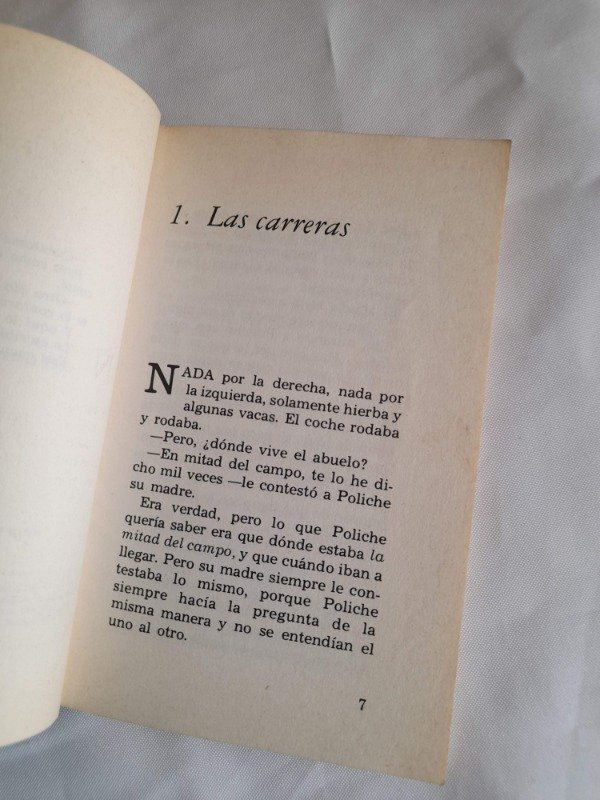 1. Las carreras
NADA por la derecha, nada por
la izquierda, solamente hierba y
algunas vacas. El coche rodaba
y rodaba.
—Pero, ¿dónde vive el abuelo?
—En mitad del campo, te lo he di-
cho mil veces —le contestó a Poliche
su madre.
Era verdad, pero lo que Poliche
quería saber era que dónde estaba la
mitad del campo, y que cuándo iban a
llegar. Pero su madre siempre le con-
testaba lo mismo, porque Poliche
siempre hacía la pregunta de la
misma manera y no se entendían el
uno al otro.
7